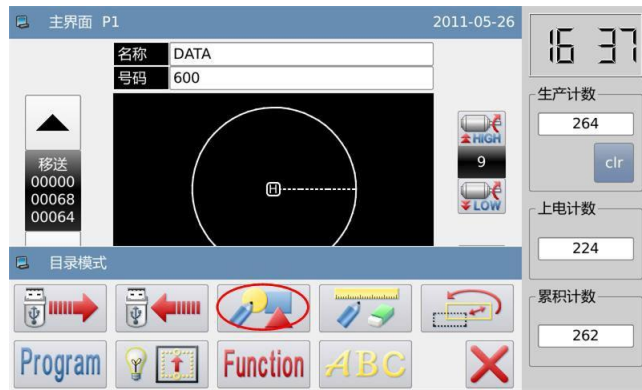 主界面 P1 2011-05-26
16 37
名称 DATA
号码 600
移送
00000
00068
00064
H
HIGH
9
LOW
生产计数
264
clr
上电计数
224
累积计数
262
目录模式
Program
Function
ABC